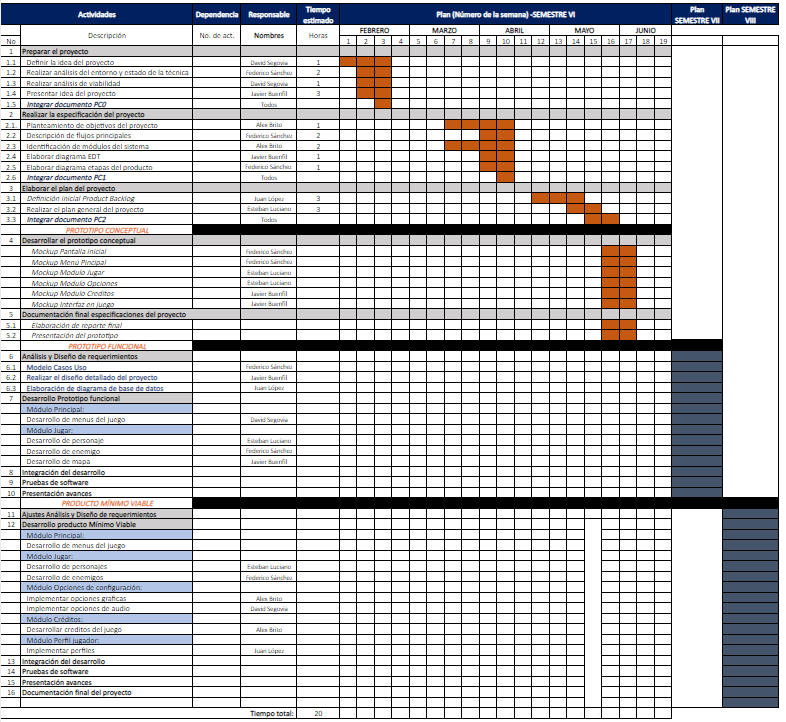 Actividades Dependencia Responsable Tiempo estimado Plan (Número de la semana) -SEMESTRE VI Plan SEMESTRE VII Plan SEMESTRE VIII
No Descripción No. de act. Nombres Horas FEBRERO MARZO ABRIL MAYO JUNIO
1 2 3 4 5 6 7 8 9 10 11 12 13 14 15 16 17 18 19
1 Preparar el proyecto
1.1 Definir la idea del proyecto David Segovia 1
1.2 Realizar análisis del entorno y estado de la técnica Federico Sánchez 2
1.3 Realizar análisis de viabilidad David Segovia 1
1.4 Presentar idea del proyecto Javier Buenfil 3
1.5 Integrar documento PC0 Todos
2 Realizar la especificación del proyecto
2.1. Planteamiento de objetivos del proyecto Alex Brito 1
2.2 Descripción de flujos principales Federico Sánchez 2
2.3 Identificación de módulos del sistema Alex Brito 2
2.4 Elaborar diagrama EDT Javier Buenfil 1
2.5 Elaborar diagrama etapas del producto Federico Sánchez 1
2.6 Integrar documento PC1 Todos
3 Elaborar el plan del proyecto
3.1 Definición inicial Product Backlog Juan López 3
3.2 Realizar el plan general del proyecto Esteban Luciano 3
3.3 Integrar documento PC2 Todos
PROTOTIPO CONCEPTUAL
4 Desarrollar el prototipo conceptual
Mockup Pantalla inicial Federico Sánchez
Mockup Menú Pincipal Federico Sánchez
Mockup Modulo Jugar Esteban Luciano
Mockup Modulo Opciones Esteban Luciano
Mockup Modulo Creditos Javier Buenfil
Mockup Interfaz en juego Javier Buenfil
5 Documentación final especificaciones del proyecto
5.1 Elaboración de reporte final
5.2 Presentación del prototipo
PROTOTIPO FUNCIONAL
6 Análisis y Diseño de requerimientos
6.1 Modelo Casos Uso Federico Sánchez
6.2 Realizar el diseño detallado del proyecto Javier Buenfil
6.3 Elaboración de diagrama de base de datos Juan López
7 Desarrollo Prototipo funcional
Módulo Principal:
Desarrollo de menus del juego David Segovia
Módulo Jugar:
Desarrollo de personaje Esteban Luciano
Desarrollo de enemigo Federico Sánchez
Desarrollo de mapa Javier Buenfil
8 Integración del desarrollo
9 Pruebas de software
10 Presentación avances
PRODUCTO MÍNIMO VIABLE
11 Ajustes Análisis y Diseño de requerimientos
12 Desarrollo producto Mínimo Viable
Módulo Principal:
Desarrollo de menus del juego
Módulo Jugar:
Desarrollo de personajes Esteban Luciano
Desarrollo de enemigos Federico Sánchez
Módulo Opciones de configuración:
Implementar opciones graficas Alex Brito
Implementar opciones de audio David Segovia
Módulo Créditos:
Desarrollar creditos del juego Alex Brito
Módulo Perfil jugador:
Implementar perfiles Juan López
13 Integración del desarrollo
14 Pruebas de software
15 Presentación avances
16 Documentación final del proyecto
Tiempo total: 20